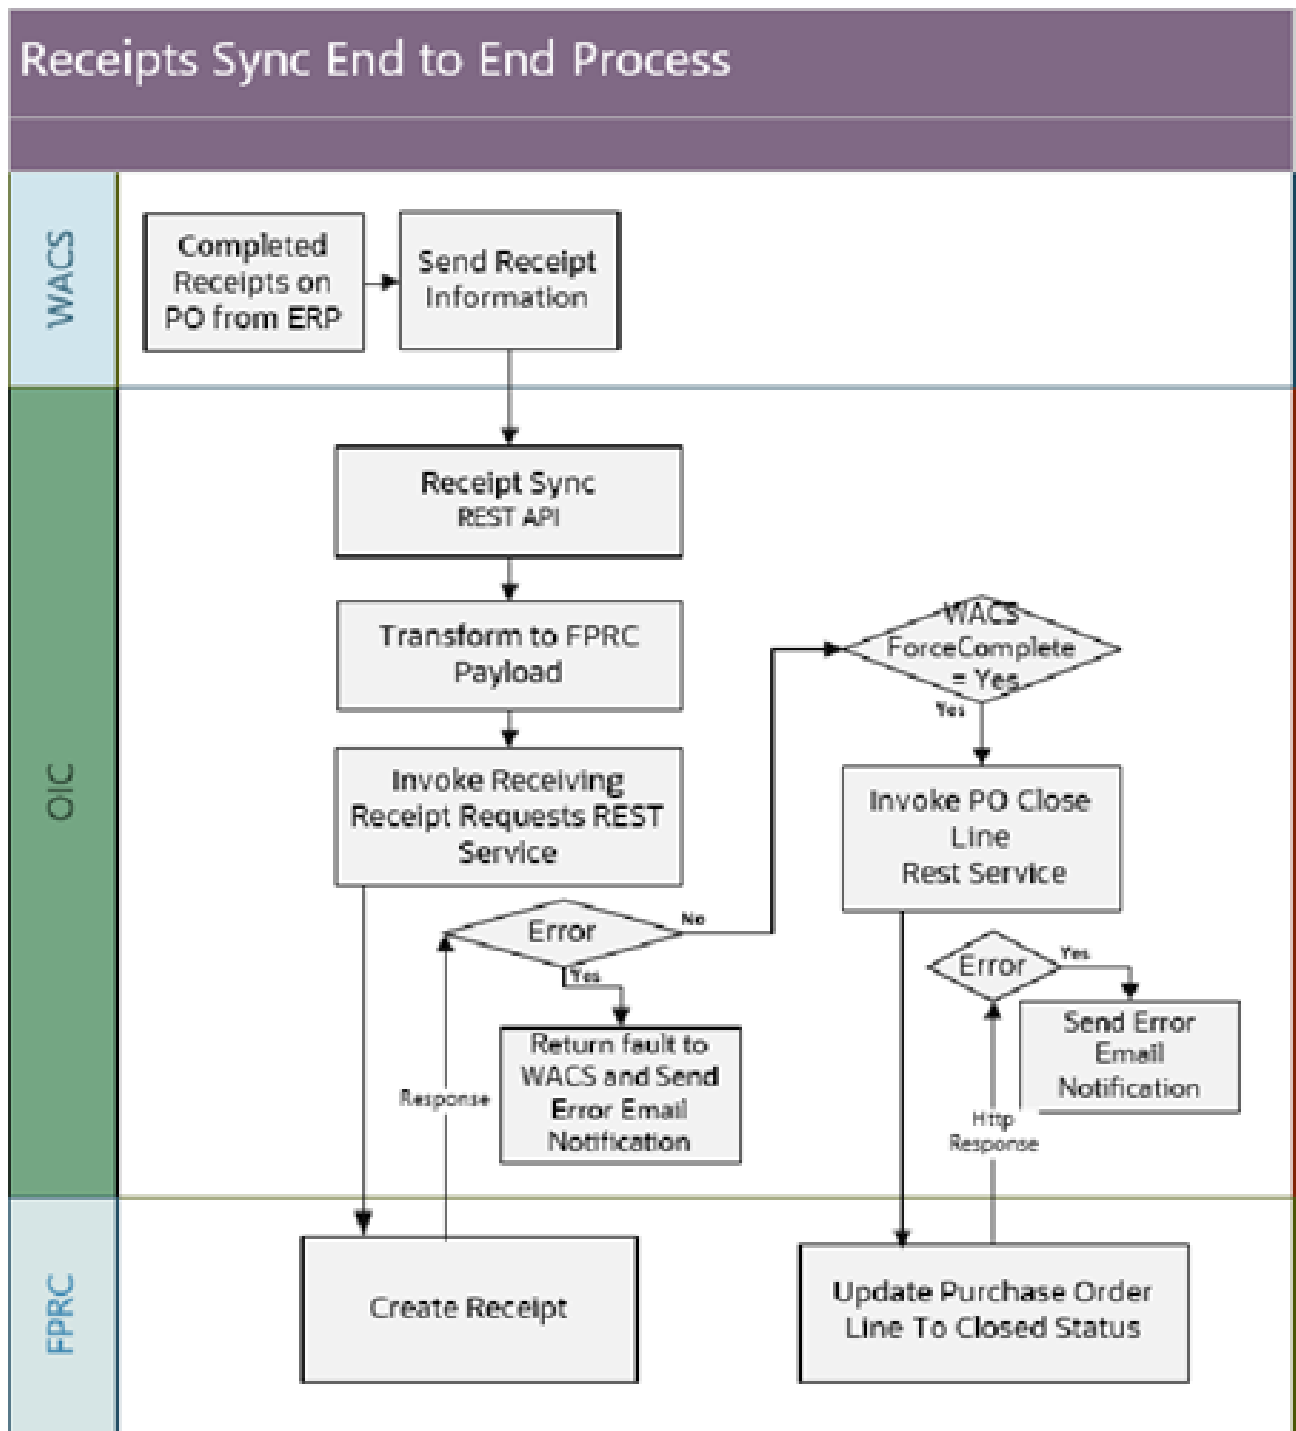 Receipts Sync End to End Process
WACS
Completed
Receipts on
PO from ERP
Send Receipt
Information
OIC
Receipt Sync
REST API
Transform to FPRC
Payload
Invoke Receiving
Receipt Requests REST
Service
Error
No
Yes
Return fault to
WACS and Send
Error Email
Notification
Response
WACS
ForceComplete
= Yes
Yes
Invoke PO Close
Line
Rest Service
Error
Yes
Send Error
Email
Notification
Http
Response
FPRC
Create Receipt
Update Purchase Order
Line To Closed Status